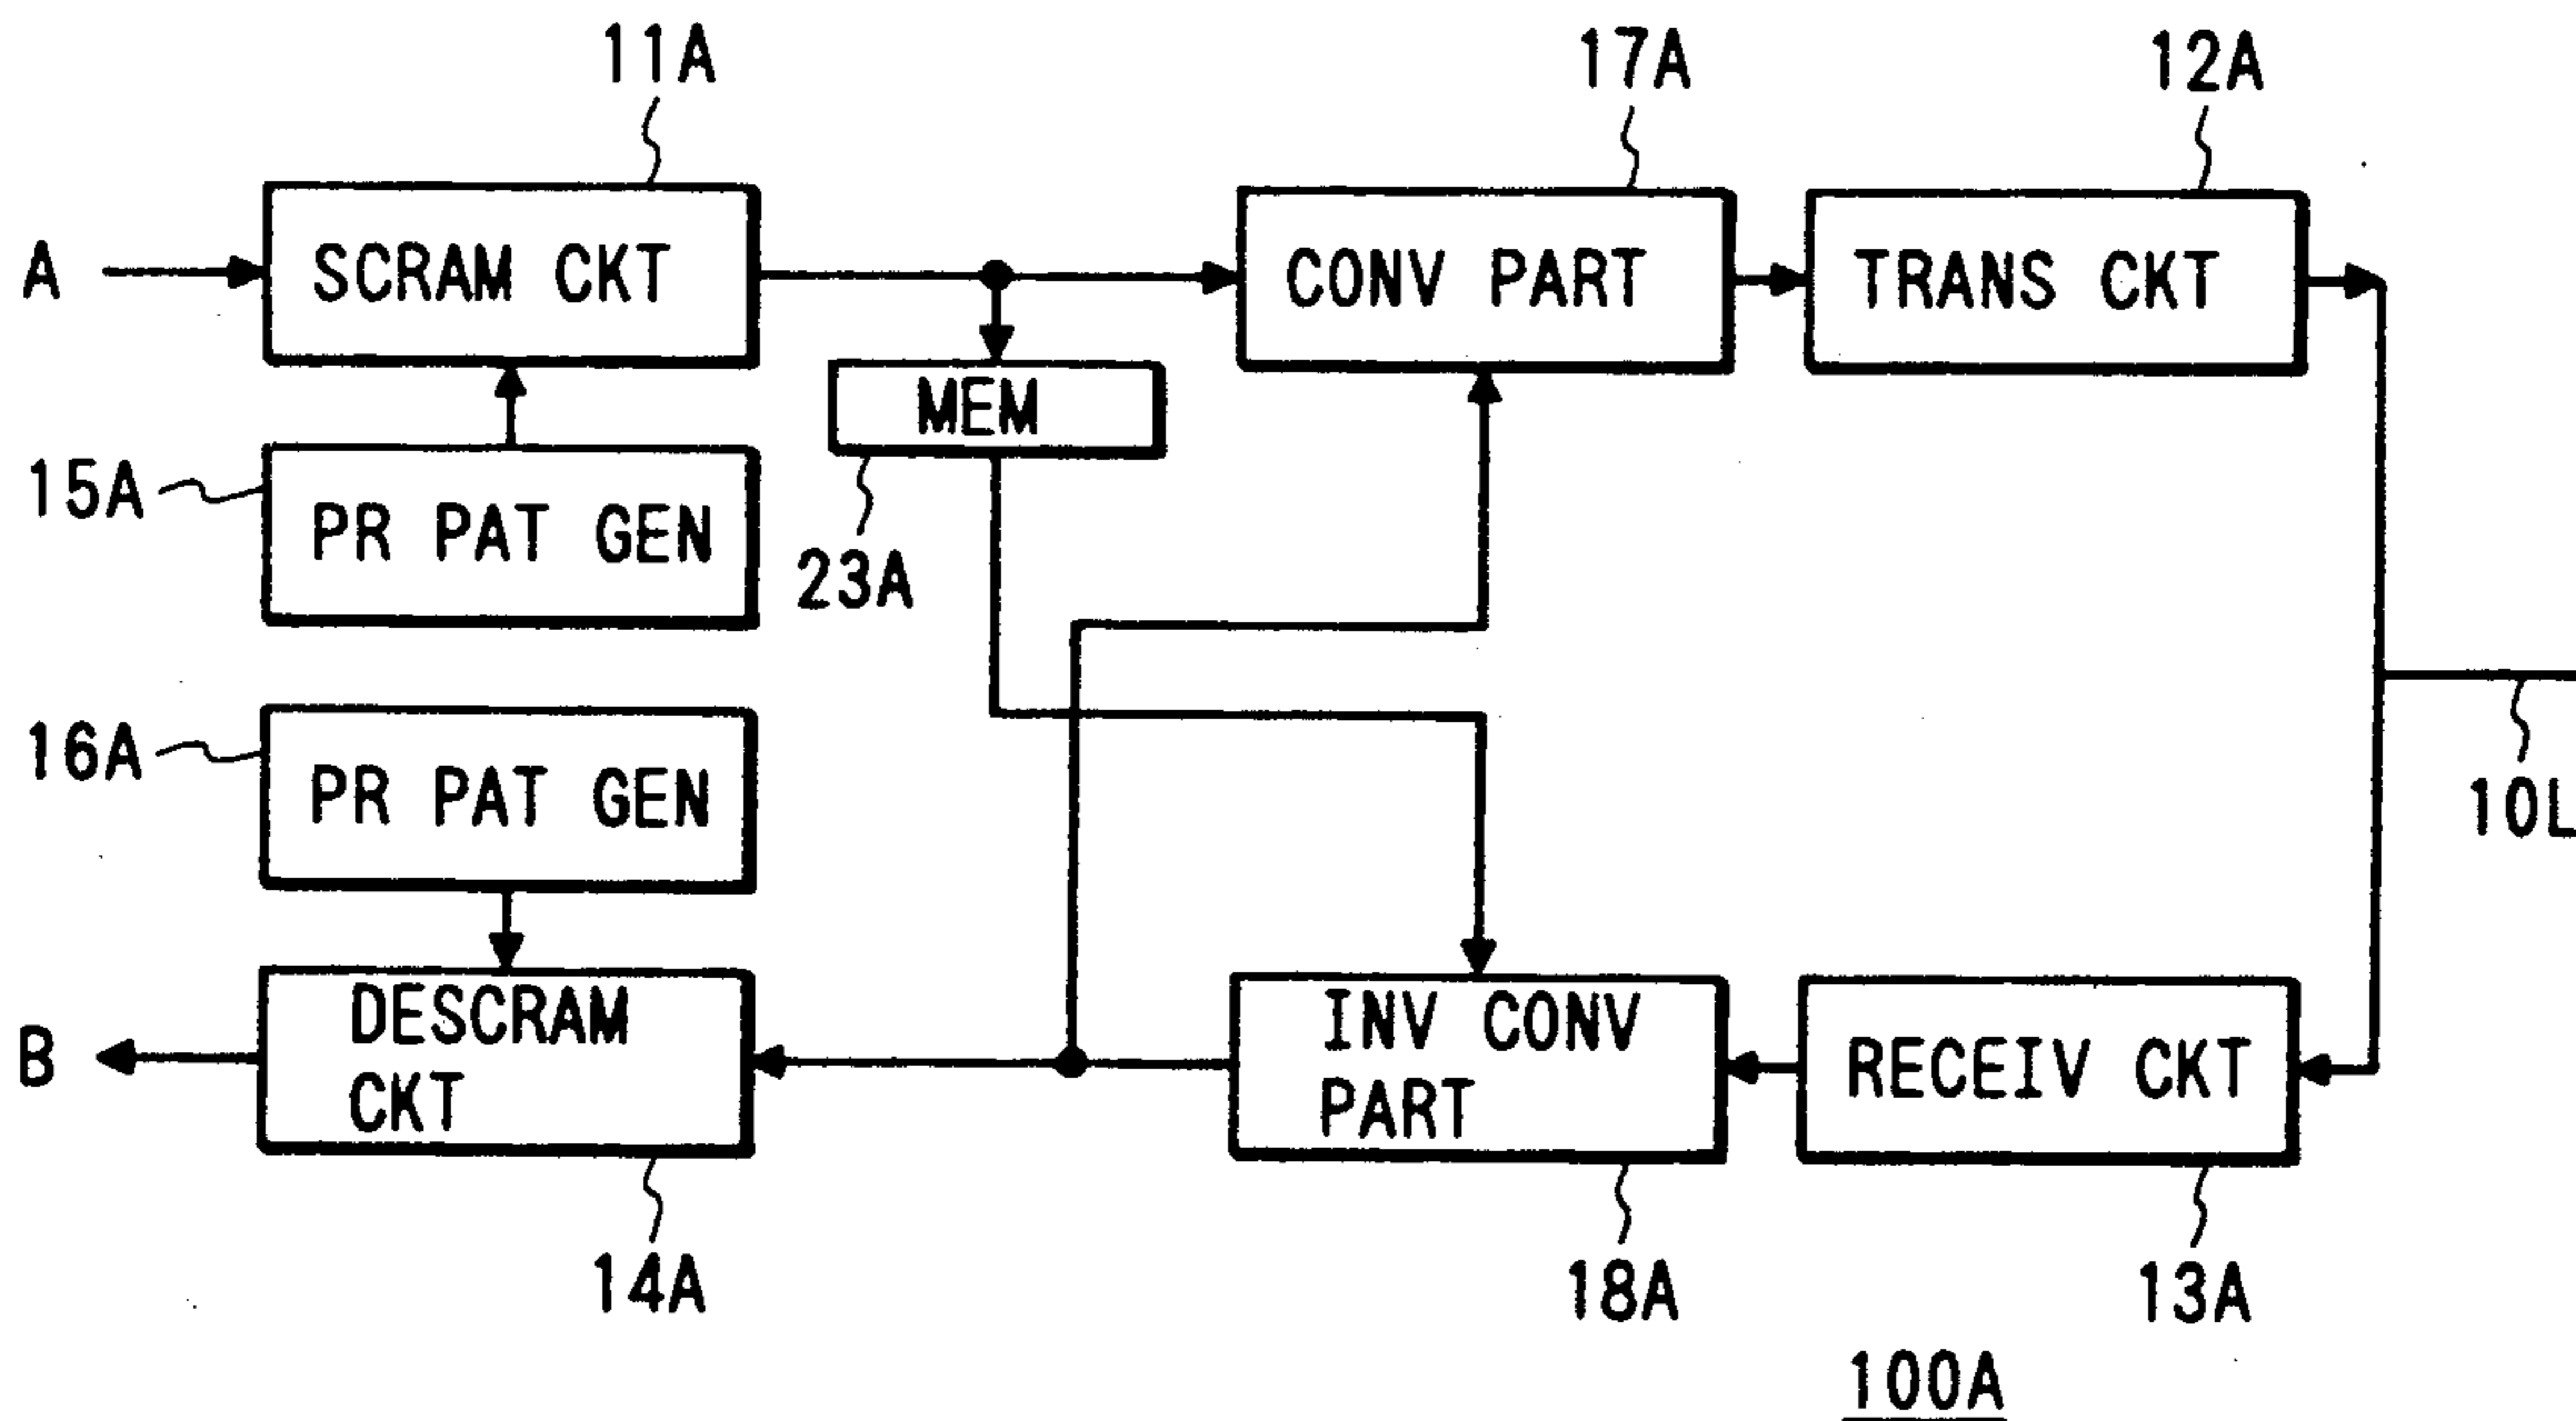 11A
17A
12A
A
SCRAM CKT
CONV PART
TRANS CKT
MEM
15A
PR PAT GEN
23A
16A
PR PAT GEN
10L
B
DESCRAM
CKT
INV CONV
PART
RECEIV CKT
14A
18A
13A
100A